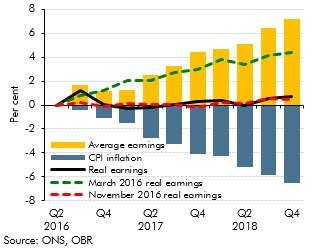 8
6
4
2
0
-2
-4
-6
-8
Per cent
Average earnings
CPI inflation
Real earnings
March 2016 real earnings
November 2016 real earnings
Q2 Q4 Q2 Q4 Q2 Q4
2016 2017 2018
Source: ONS, OBR